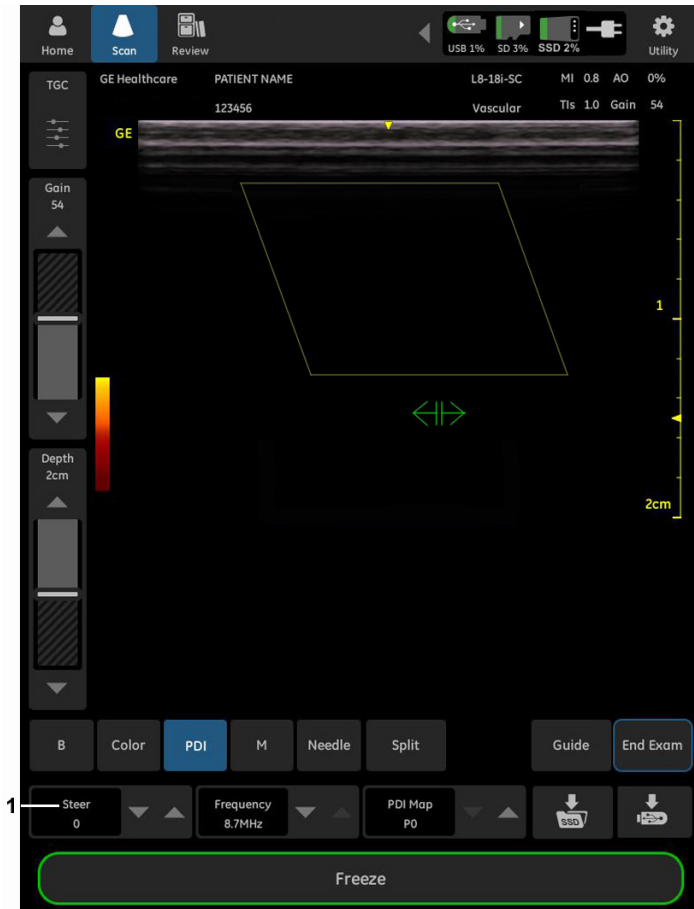 USB 1% SD 3% SSD 2%
Home Scan Review Utility
GE Healthcare PATIENT NAME L8-18i-SC MI 0.8 AO 0%
123456 Vascular TIs 1.0 Gain 54
TGC
GE
Gain
54
1
Depth
2cm
2cm
B Color PDI M Needle Split Guide End Exam
1
Steer
0
Frequency
8.7MHz
PDI Map
P0
SSD
Freeze